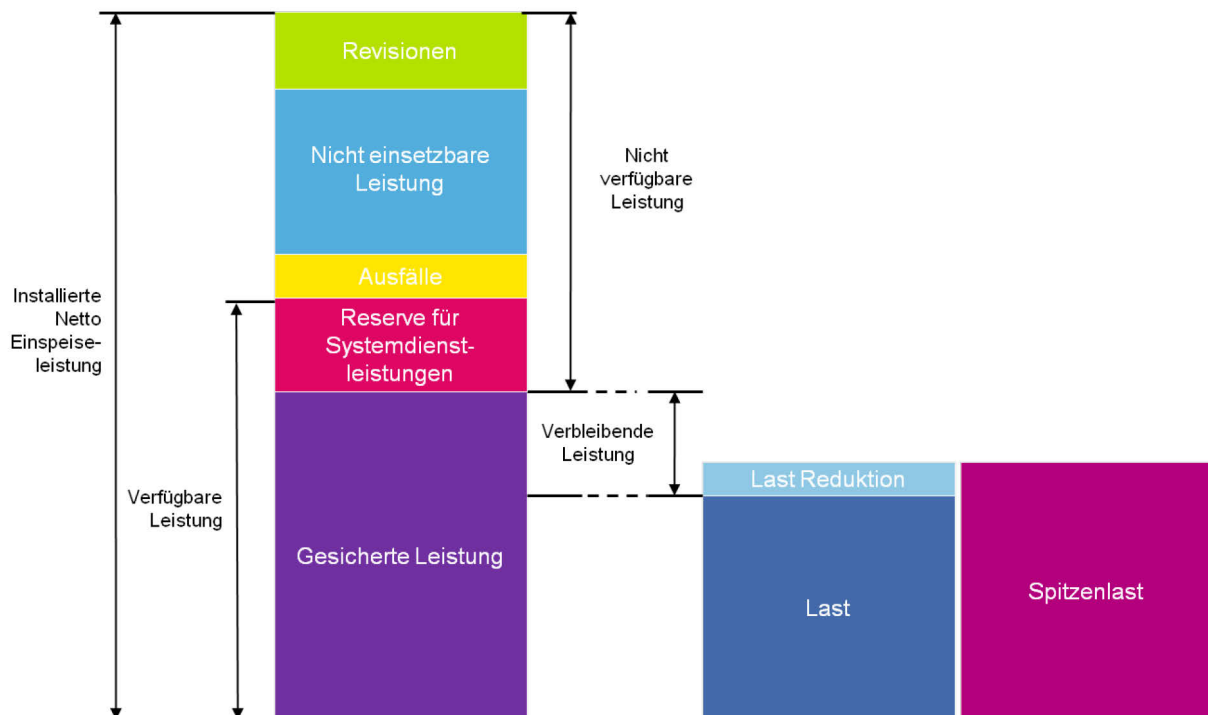 Revisionen
Nicht einsetzbare
Leistung
Nicht
verfügbare
Leistung
Ausfälle
Installierte
Netto
Einspeise-
leistung
Reserve für
Systemdienst-
leistungen
Verbleibende
Leistung
Verfügbare
Leistung
Last Reduktion
Gesicherte Leistung
Last
Spitzenlast